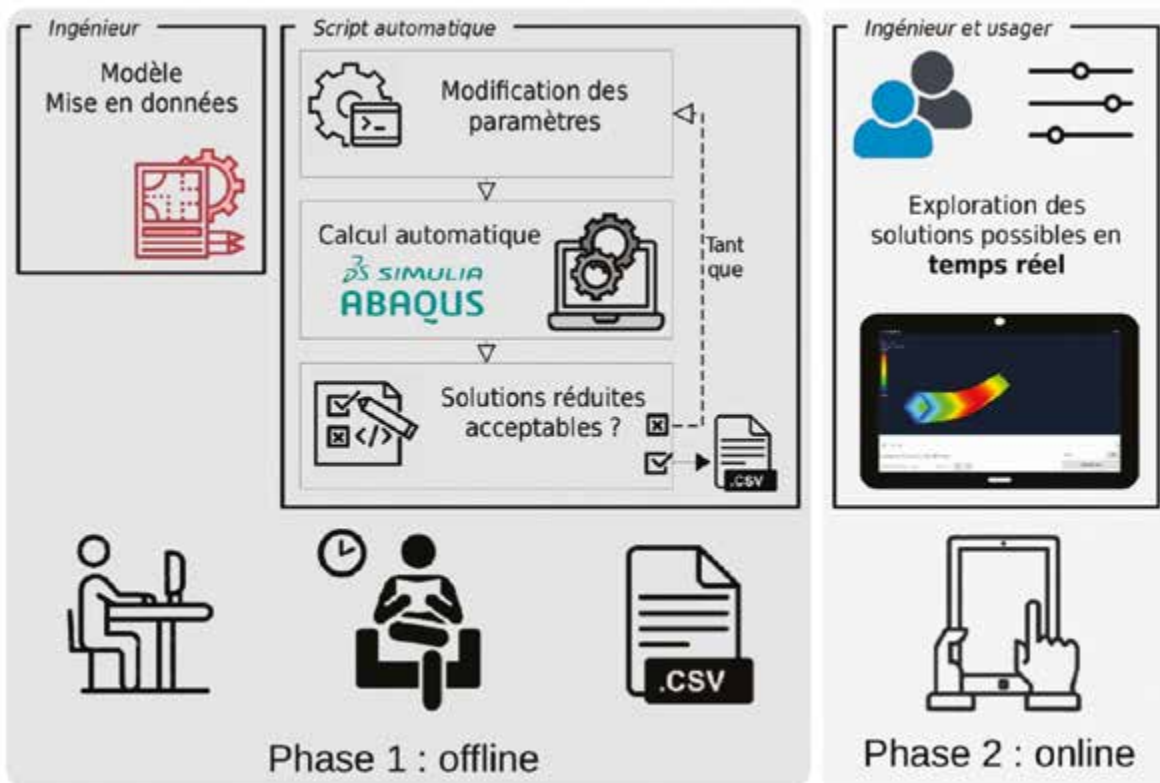 Ingénieur
Modèle
Mise en données
Script automatique
>_
Modification des
paramètres
Calcul automatique
3DS SIMULIA
ABAQUS
Tant
que
</>
Solutions réduites
acceptables ?
.CSV
Ingénieur et usager
Exploration des
solutions possibles en
temps réel
.CSV
Phase 1 : offline
Phase 2 : online